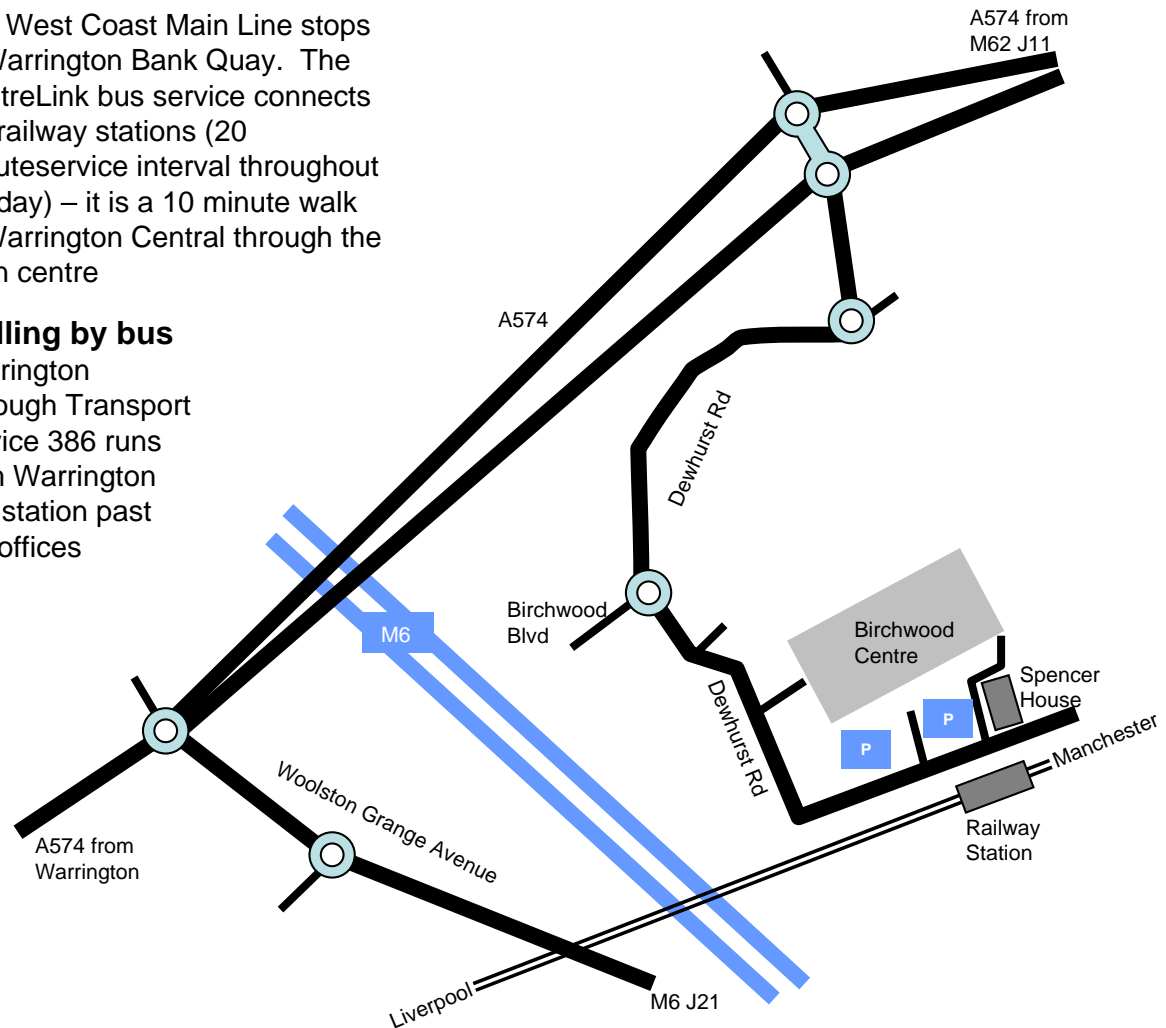 West Coast Main Line stops
Warrington Bank Quay.  The
treLink bus service connects
railway stations (20
uteservice interval throughout
day) – it is a 10 minute walk
Warrington Central through the
centre
lling by bus
rington
ough Transport
vice 386 runs
Warrington
station past
offices
A574 from
M62 J11
A574
Dewhurst Rd
M6
Birchwood
Blvd
Birchwood
Centre
Spencer
House
P
P
Dewhurst Rd
Manchester
Railway
Station
Woolston Grange Avenue
A574 from
Warrington
Liverpool
M6 J21